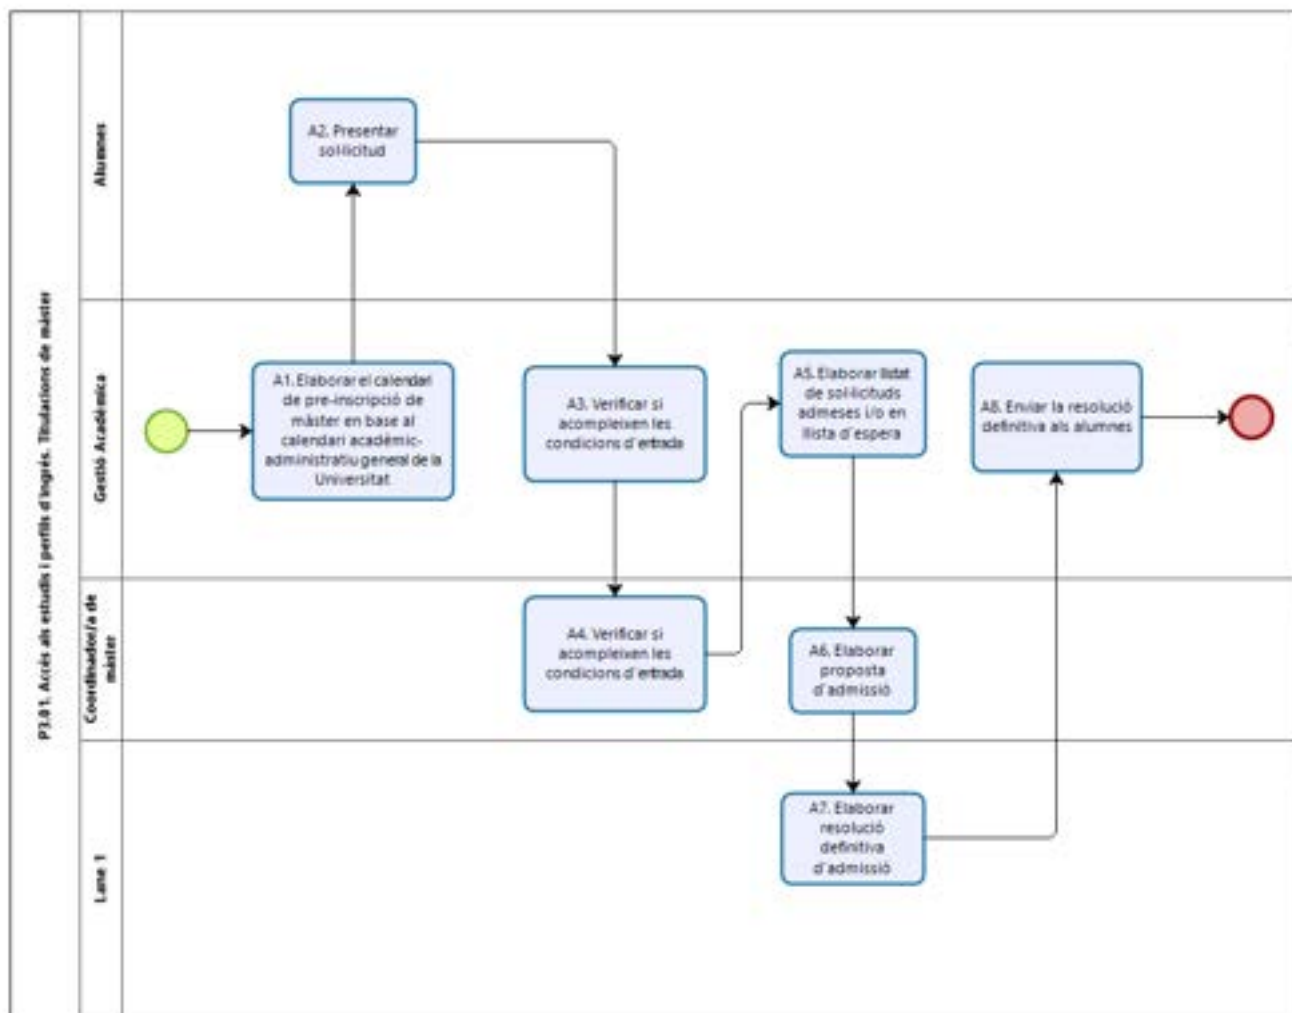 P3.01. Accés als estudis i perfils d'ingrés. Titulacions de màster
Alumnes
A2. Presentar
sol·licitud
Gestió Acadèmica
A1. Elaborar el calendari
de pre-inscripció de
màster en base al
calendari acadèmic-
administratiu general de la
Universitat
A3. Verificar si
acompleixen les
condicions d'entrada
A5. Elaborar llistat
de sol·licituds
admeses i/o en
llista d'espera
A8. Enviar la resolució
definitiva als alumnes
Coordinador/a de
màster
A4. Verificar si
acompleixen les
condicions d'entrada
A6. Elaborar
proposta
d'admissió
Lane 1
A7. Elaborar
resolució
definitiva
d'admissió